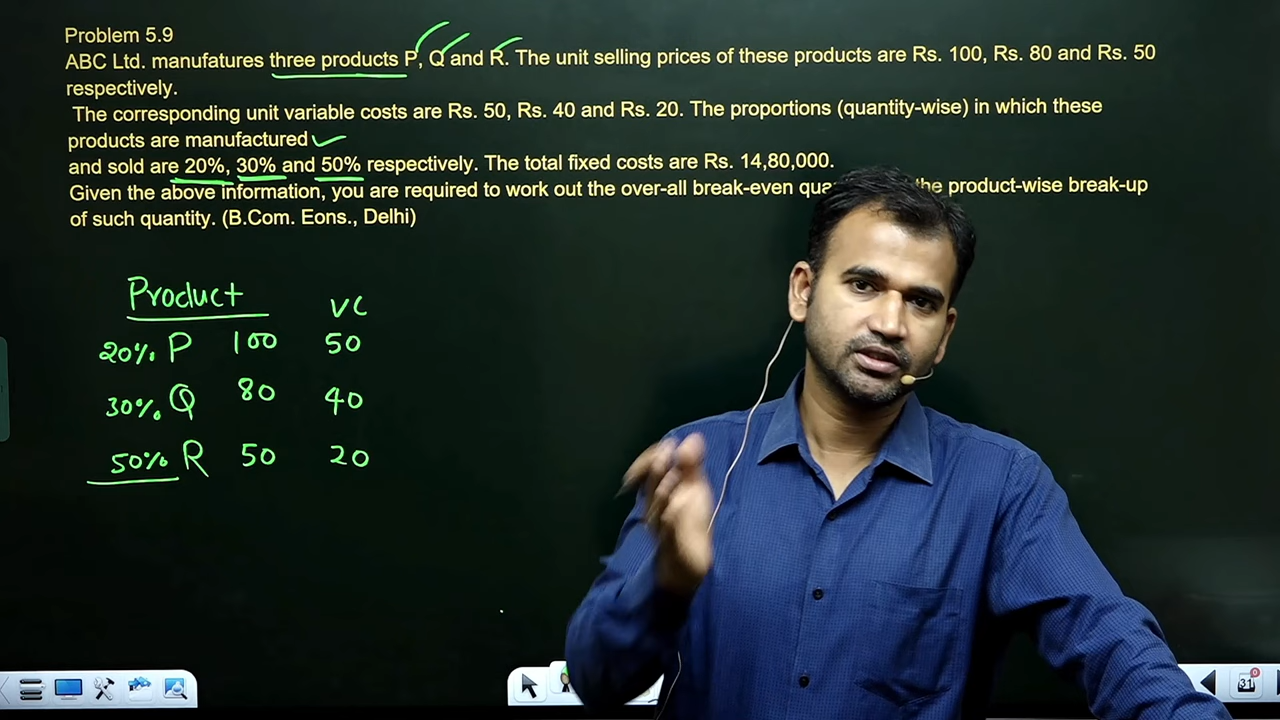 Problem 5.9
ABC Ltd. manufatures three products P, Q and R. The unit selling prices of these products are Rs. 100, Rs. 80 and Rs. 50
respectively.
The corresponding unit variable costs are Rs. 50, Rs. 40 and Rs. 20. The proportions (quantity-wise) in which these
products are manufactured
and sold are 20%, 30% and 50% respectively. The total fixed costs are Rs. 14,80,000.
Given the above information, you are required to work out the over-all break-even the product-wise break-up
of such quantity. (B.Com. Eons., Delhi)
Product VC
20% P 100 50
30% Q 80 40
50% R 50 20
31